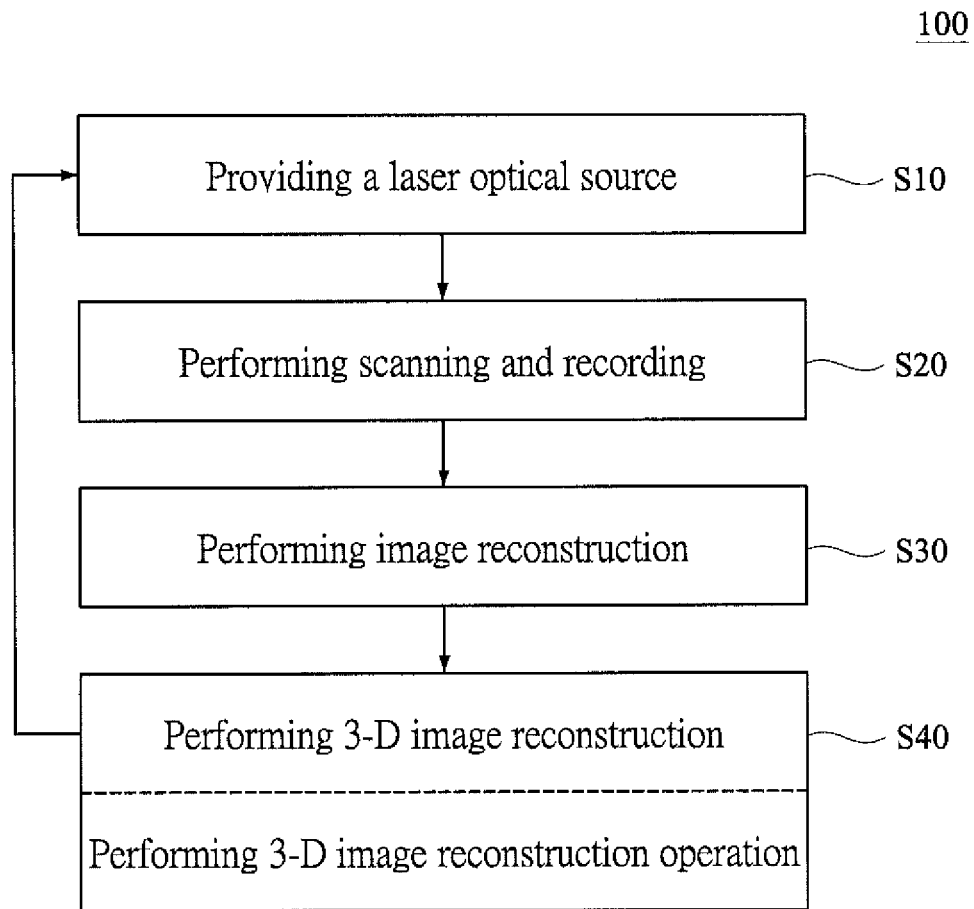 100
Providing a laser optical source
S10
Performing scanning and recording
S20
Performing image reconstruction
S30
Performing 3-D image reconstruction
S40
Performing 3-D image reconstruction operation